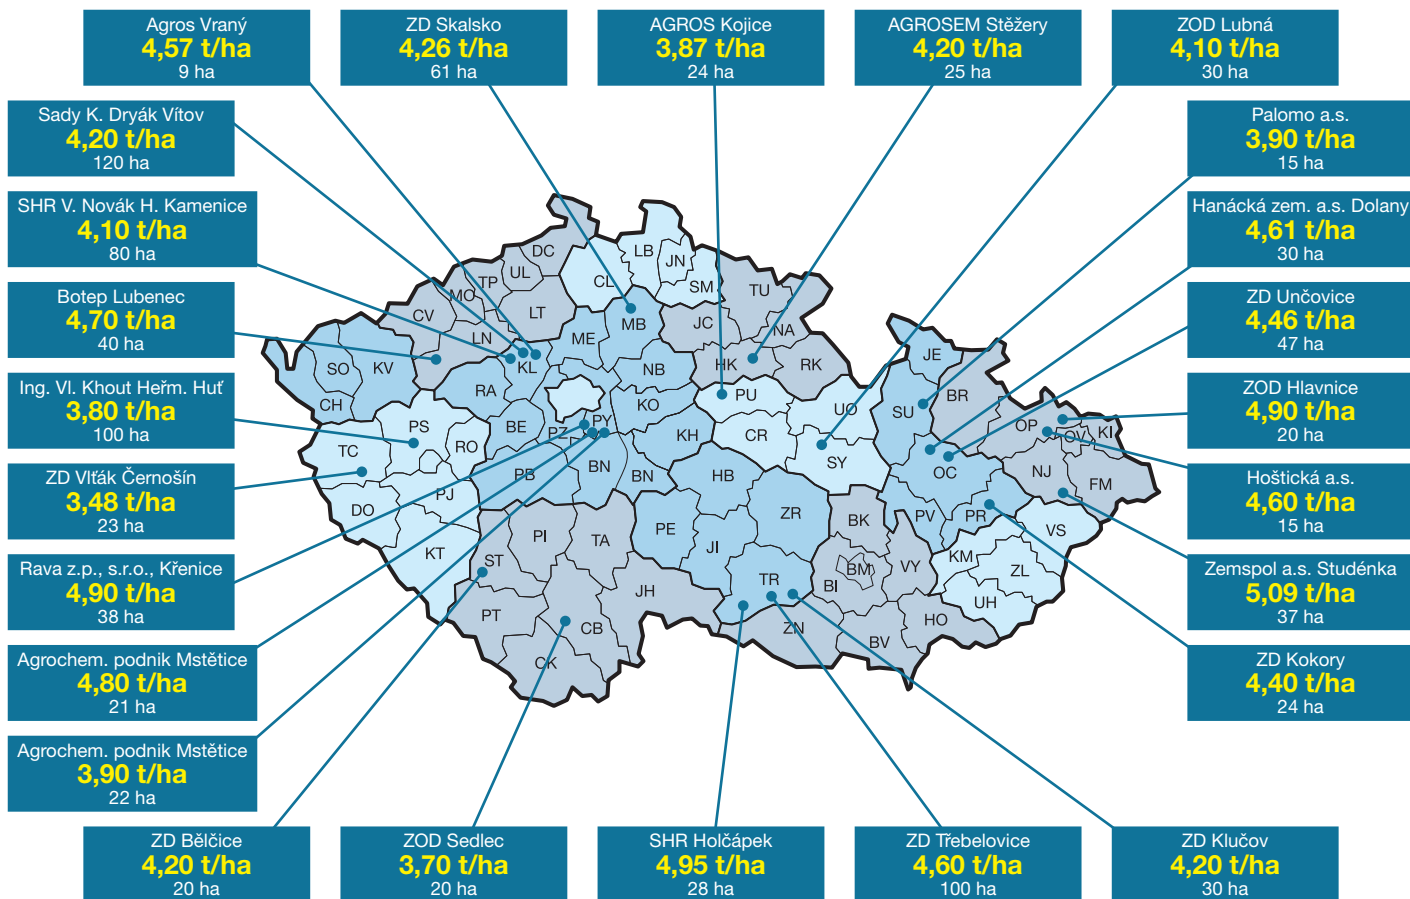 Agros Vraný
4,57 t/ha
9 ha
ZD Skalsko
4,26 t/ha
61 ha
AGROS Kojice
3,87 t/ha
24 ha
AGROSEM Stěžery
4,20 t/ha
25 ha
ZOD Lubná
4,10 t/ha
30 ha
Sady K. Dryák Vítov
4,20 t/ha
120 ha
SHR V. Novák H. Kamenice
4,10 t/ha
80 ha
Botep Lubenec
4,70 t/ha
40 ha
Ing. Vl. Khout Heřm. Huť
3,80 t/ha
100 ha
ZD Vlťák Černošín
3,48 t/ha
23 ha
Rava z.p., s.r.o., Křenice
4,90 t/ha
38 ha
Agrochem. podnik Mstětice
4,80 t/ha
21 ha
Agrochem. podnik Mstětice
3,90 t/ha
22 ha
Palomo a.s.
3,90 t/ha
15 ha
Hanácká zem. a.s. Dolany
4,61 t/ha
30 ha
ZD Unčovice
4,46 t/ha
47 ha
ZOD Hlavnice
4,90 t/ha
20 ha
Hoštická a.s.
4,60 t/ha
15 ha
Zemspol a.s. Studénka
5,09 t/ha
37 ha
ZD Kokory
4,40 t/ha
24 ha
ZD Bělčice
4,20 t/ha
20 ha
ZOD Sedlec
3,70 t/ha
20 ha
SHR Holčápek
4,95 t/ha
28 ha
ZD Třebelovice
4,60 t/ha
100 ha
ZD Klučov
4,20 t/ha
30 ha
DC
LB
JN
UL
TP
CL
SM
TU
MO
CV
LT
MB
JC
NA
LN
ME
HK
RK
JE
SO
KV
KL
NB
BR
CH
RA
KO
PU
UO
SU
PS
BE
PZ
PY
KH
CR
OP
OV
KI
TC
RO
BN
SY
OC
NJ
FM
PB
BN
HB
PJ
DO
PE
ZR
BK
PV
PR
VS
PI
TA
JI
KM
KT
ST
BM
VY
ZL
TR
BI
JH
UH
PT
CB
ZN
BV
HO
CK